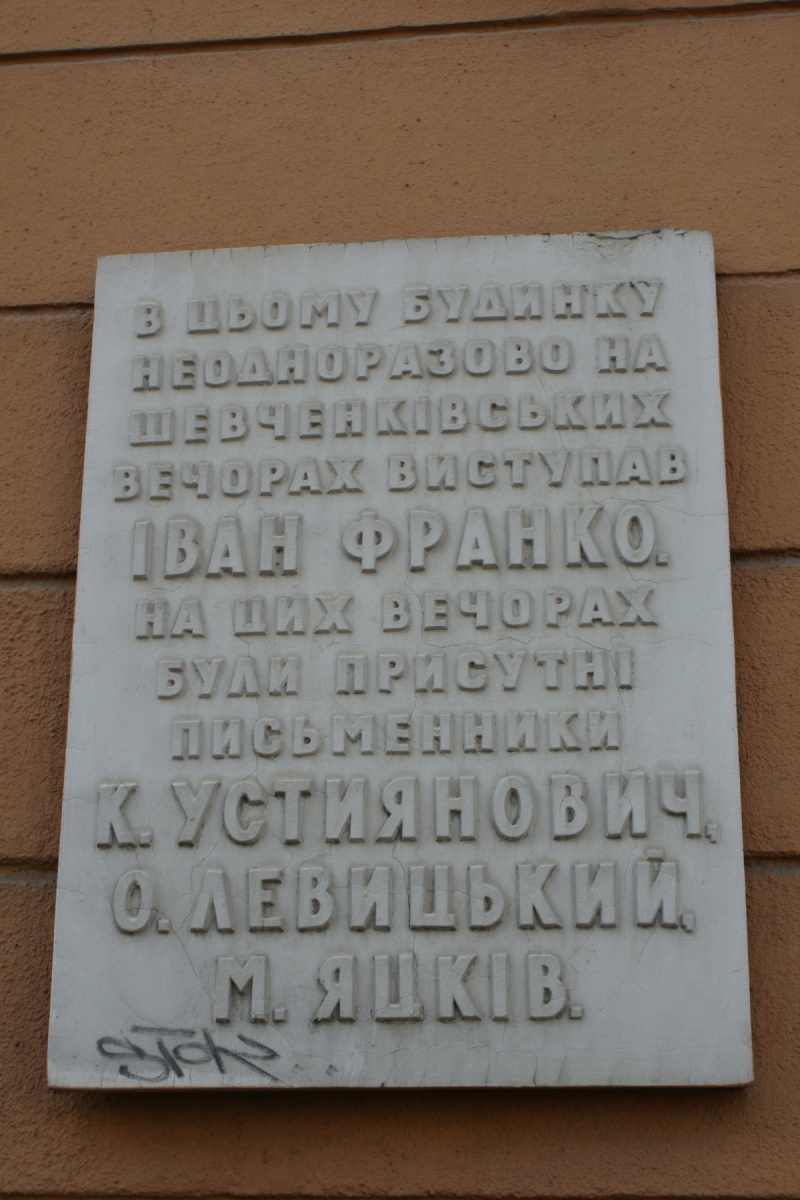 В ЦЬОМУ БУДИНКУ
НЕОДНОРАЗОВО НА
ШЕВЧЕНКІВСЬКИХ
ВЕЧОРАХ ВИСТУПАВ
ІВАН ФРАНКО.
НА ЦИХ ВЕЧОРАХ
БУЛИ ПРИСУТНІ
ПИСЬМЕННИКИ
К. УСТИЯНОВИЧ,
О. ЛЕВИЦЬКИЙ,
М. ЯЦКІВ.